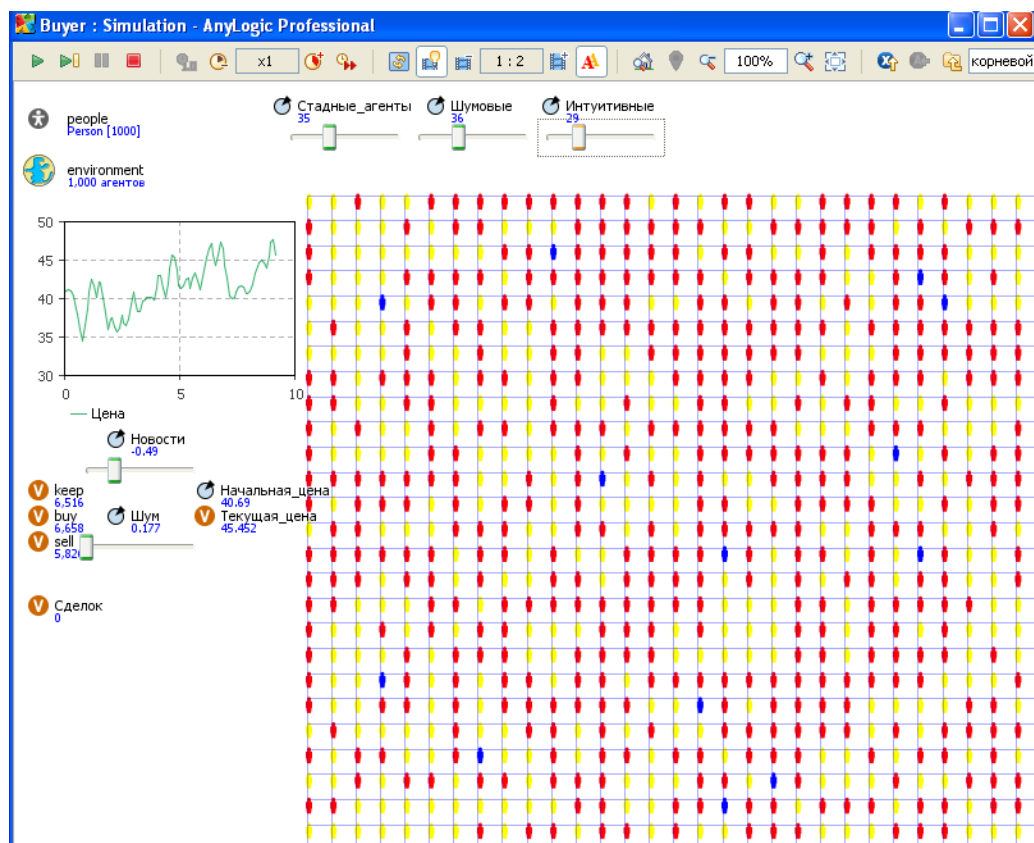 Buyer : Simulation - AnyLogic Professional
x1
1 : 2
100%
корневой
people
Person [1000]
Стадные_агенты
35
Шумовые
36
Интуитивные
29
environment
1,000 агентов
50
45
40
35
30
0
5
10
Цена
Новости
-0.49
keep
6,516
Начальная_цена
40.69
buy
6,658
Шум
0.177
Текущая_цена
45.452
sell
Сделок
0